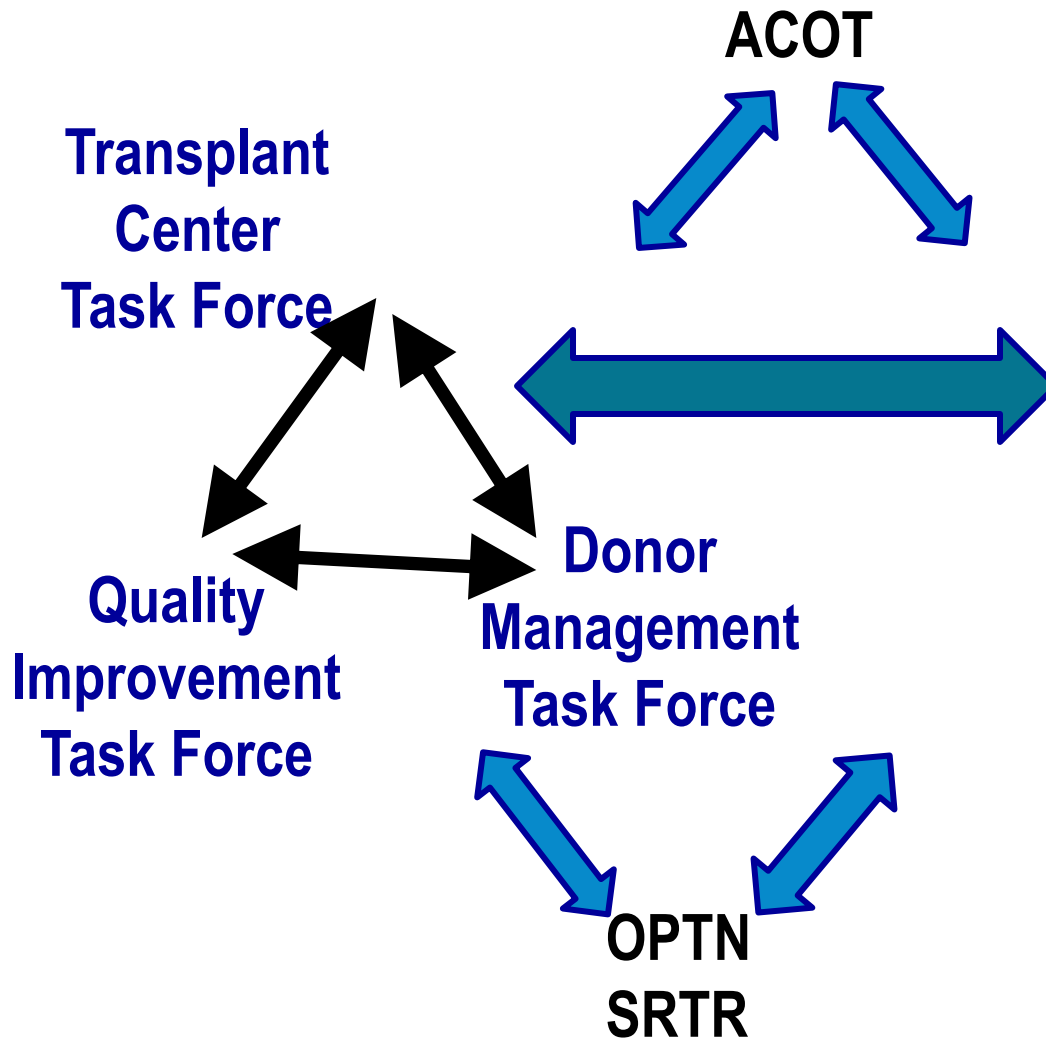 ACOT
Transplant
Center
Task Force
Donor
Management
Task Force
Quality
Improvement
Task Force
OPTN
SRTR